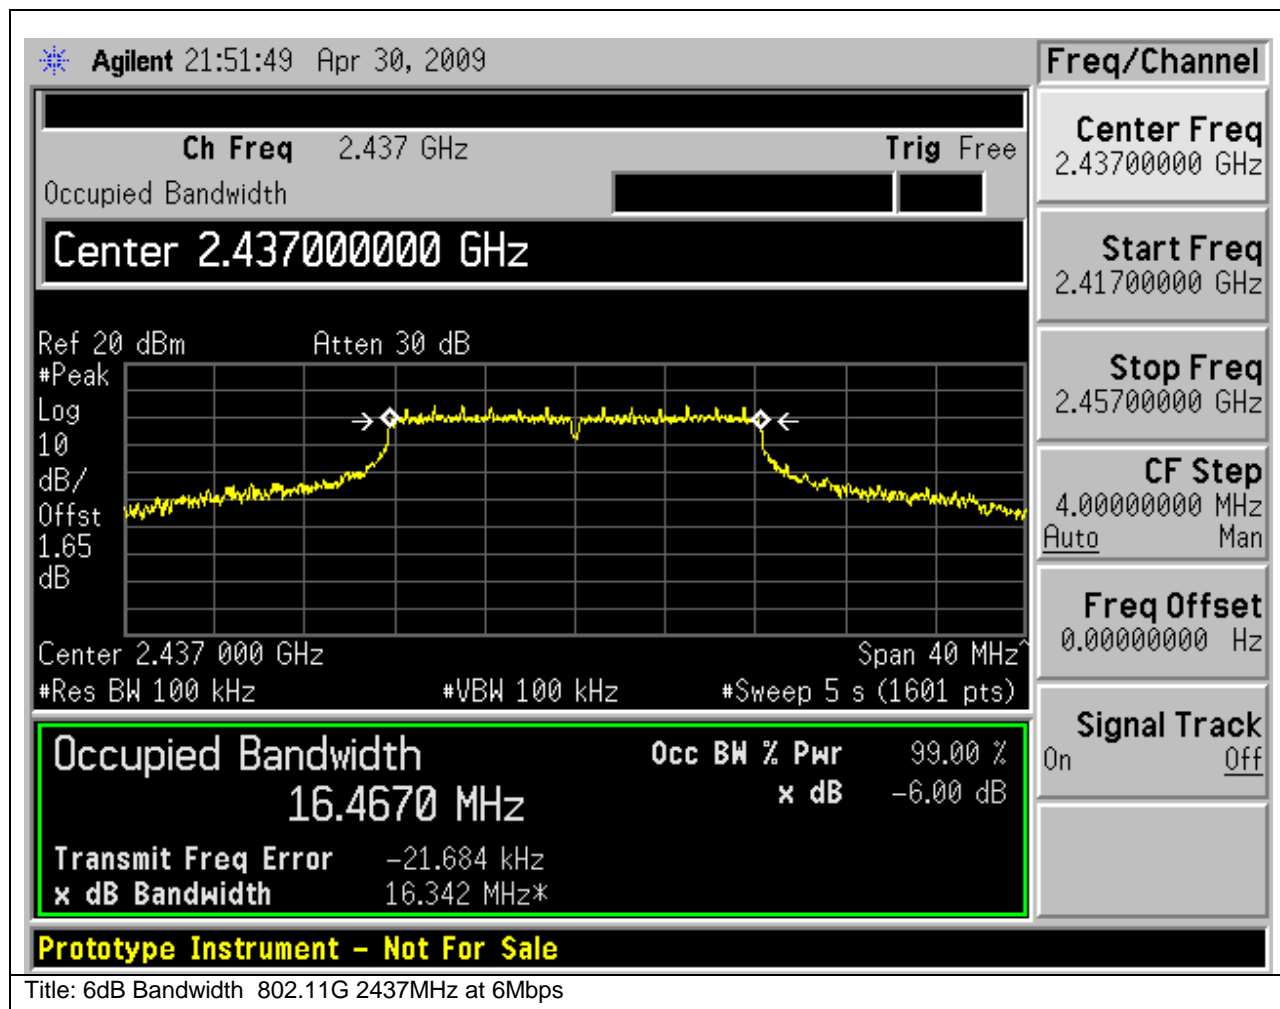 Agilent 21:51:49 Apr 30, 2009
Freq/Channel
Ch Freq 2.437 GHz
Trig Free
Occupied Bandwidth
Center 2.437000000 GHz
Ref 20 dBm
Atten 30 dB
#Peak
Log
10
dB/
Offst
1.65
dB
Center 2.437 000 GHz
Span 40 MHz^
#Res BW 100 kHz
#VBW 100 kHz
#Sweep 5 s (1601 pts)
Occupied Bandwidth
16.4670 MHz
Occ BW % Pwr 99.00 %
x dB -6.00 dB
Transmit Freq Error -21.684 kHz
x dB Bandwidth 16.342 MHz*
Center Freq
2.43700000 GHz
Start Freq
2.41700000 GHz
Stop Freq
2.45700000 GHz
CF Step
4.00000000 MHz
Auto Man
Freq Offset
0.00000000 Hz
Signal Track
On Off
Prototype Instrument - Not For Sale
Title: 6dB Bandwidth 802.11G 2437MHz at 6Mbps